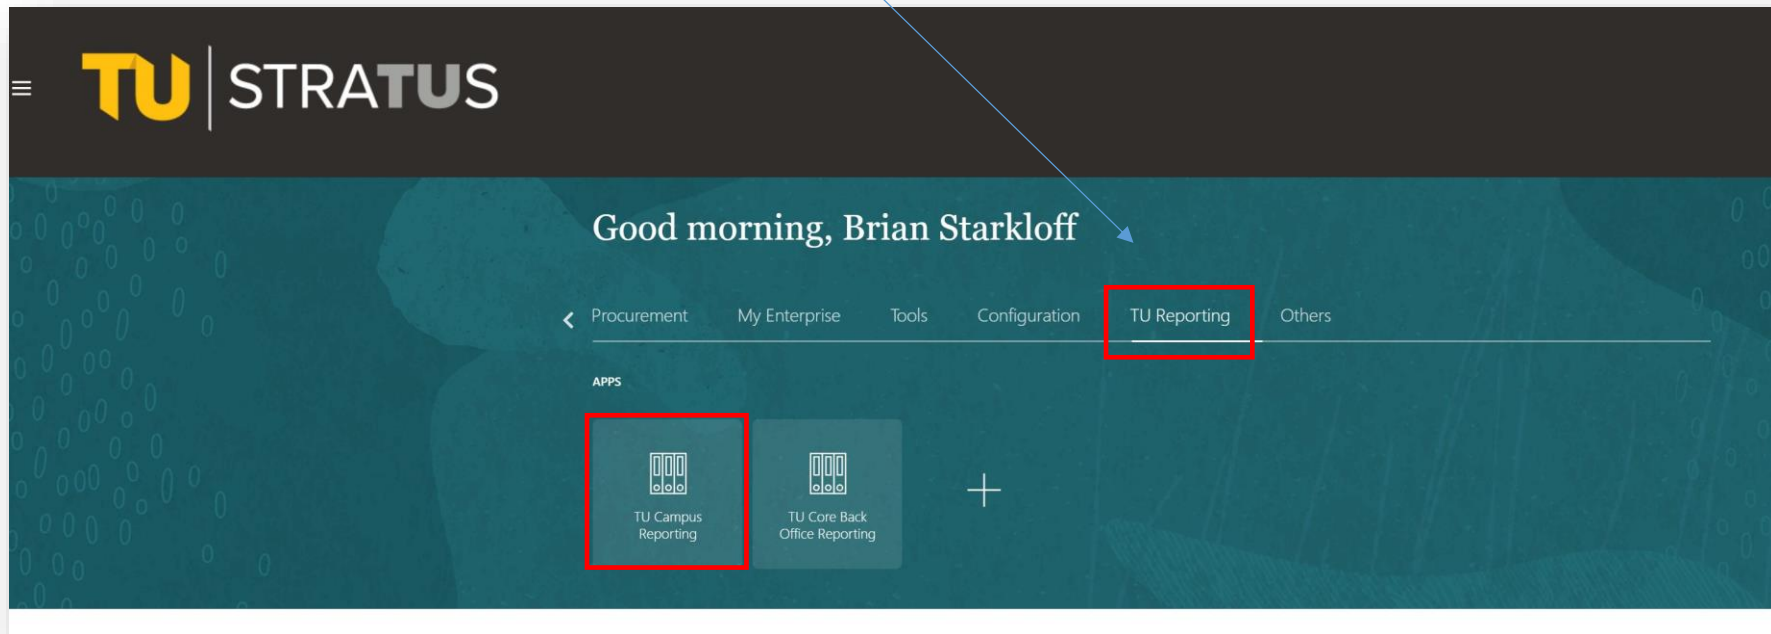 TU STRATUS
Good morning, Brian Starkloff
Procurement My Enterprise Tools Configuration TU Reporting Others
APPS
TU Campus
Reporting
TU Core Back
Office Reporting